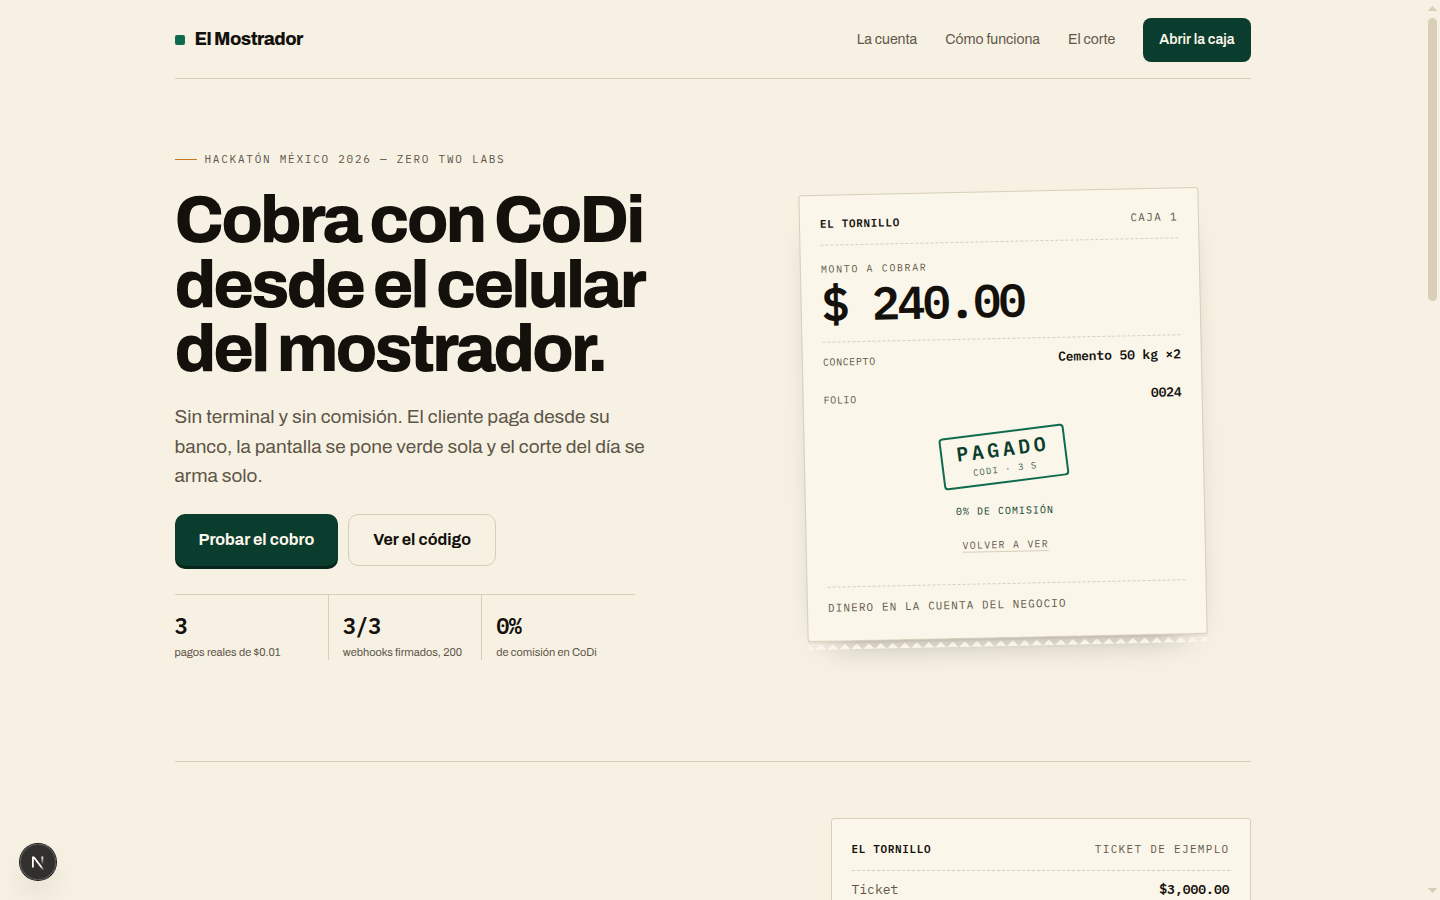 El Mostrador
La cuenta
Cómo funciona
El corte
Abrir la caja
HACKATÓN MÉXICO 2026 — ZERO TWO LABS
Cobra con CoDi
desde el celular
del mostrador.
Sin terminal y sin comisión. El cliente paga desde su
banco, la pantalla se pone verde sola y el corte del día se
arma solo.
Probar el cobro
Ver el código
3
pagos reales de $0.01
3/3
webhooks firmados, 200
0%
de comisión en CoDi
EL TORNILLO
CAJA 1
MONTO A COBRAR
$ 240.00
CONCEPTO
Cemento 50 kg ×2
FOLIO
0024
PAGADO
CODI · 3 S
0% DE COMISIÓN
VOLVER A VER
DINERO EN LA CUENTA DEL NEGOCIO
EL TORNILLO
TICKET DE EJEMPLO
Ticket
$3,000.00
N